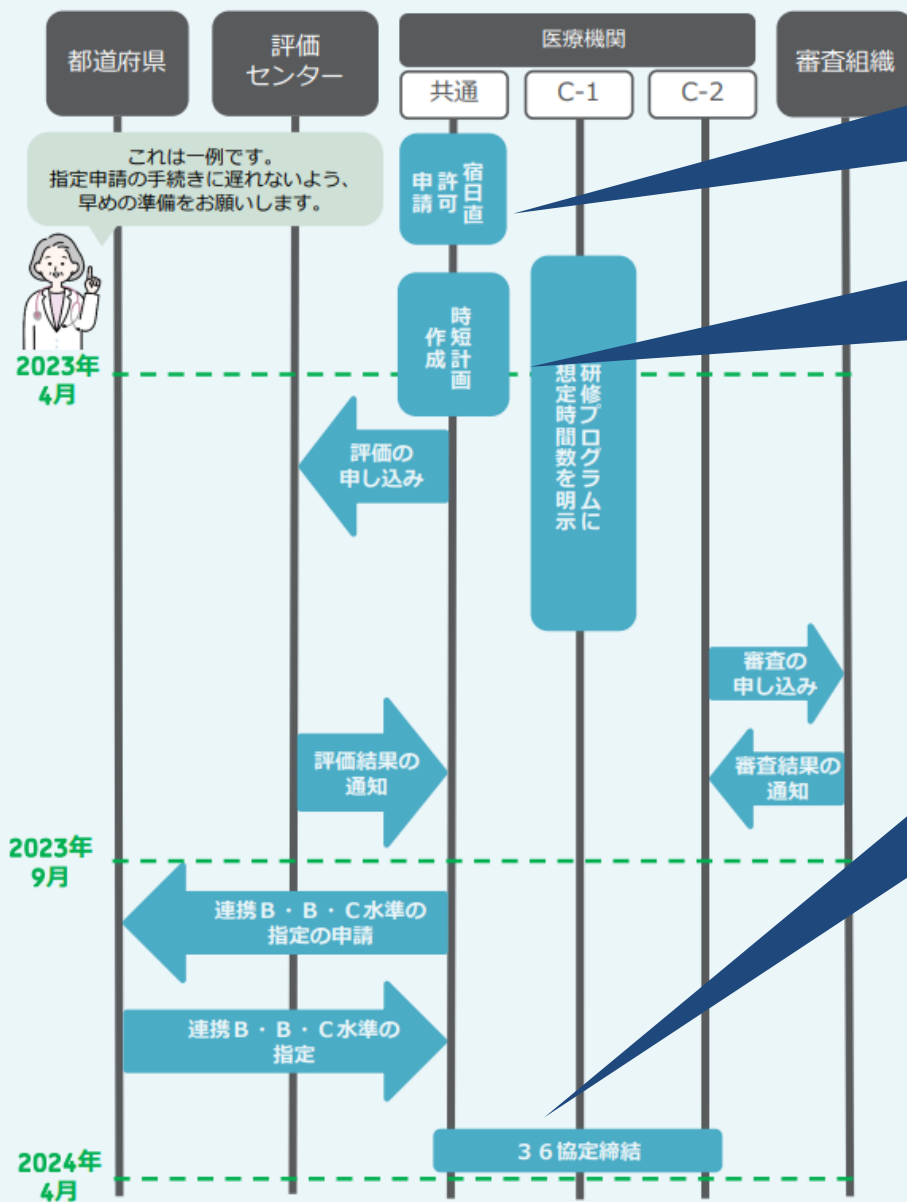 都道府県
評価
センター
医療機関
審査組織
共通
C-1
C-2
これは一例です。
指定申請の手続きに遅れないよう、
早めの準備をお願いします。
宿日直
許可
申請
時短計画
作成
2023年
4月
研修プログラムに
想定時間数を明示
評価の
申し込み
審査の
申し込み
評価結果の
通知
審査結果の
通知
2023年
9月
連携B・B・C水準の
指定の申請
連携B・B・C水準の
指定
36協定締結
2024年
4月